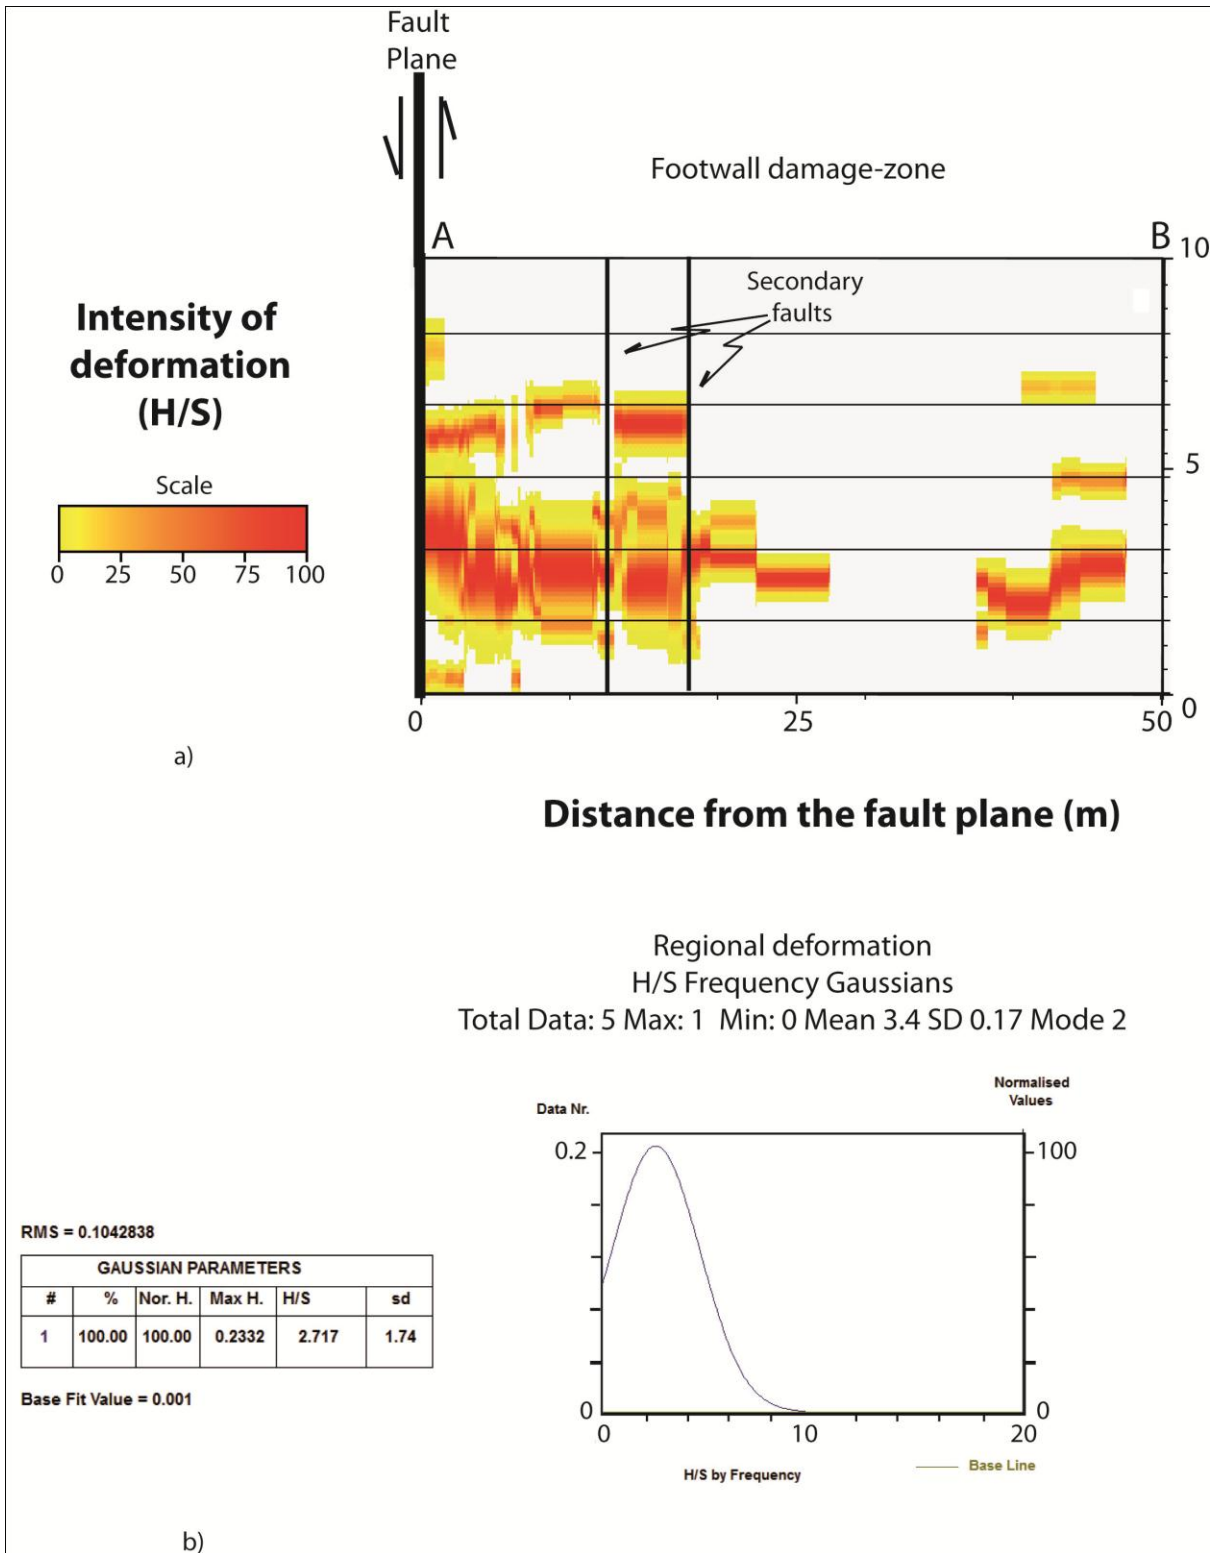 Fault
Plane
Footwall damage-zone
A
B
10
Secondary
faults
Intensity of
deformation
(H/S)
Scale
0 25 50 75 100
5
0
0 25 50
a)
Distance from the fault plane (m)
Regional deformation
H/S Frequency Gaussians
Total Data: 5 Max: 1 Min: 0 Mean 3.4 SD 0.17 Mode 2
Normalised
Values
Data Nr.
0.2
100
RMS = 0.1042838
GAUSSIAN PARAMETERS
# % Nor. H. Max H. H/S sd
1 100.00 100.00 0.2332 2.717 1.74
Base Fit Value = 0.001
0
0
0 10 20
H/S by Frequency
Base Line
b)